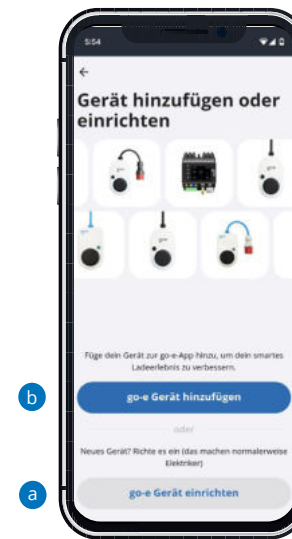 5:54
Gerät hinzufügen oder
einrichten
Füge dein Gerät zur go-e-App hinzu, um dein smartes
Ladeerlebnis zu verbessern.
b
go-e Gerät hinzufügen
oder
Neues Gerät? Richte es ein (das machen normalerweise
Elektriker)
a
go-e Gerät einrichten